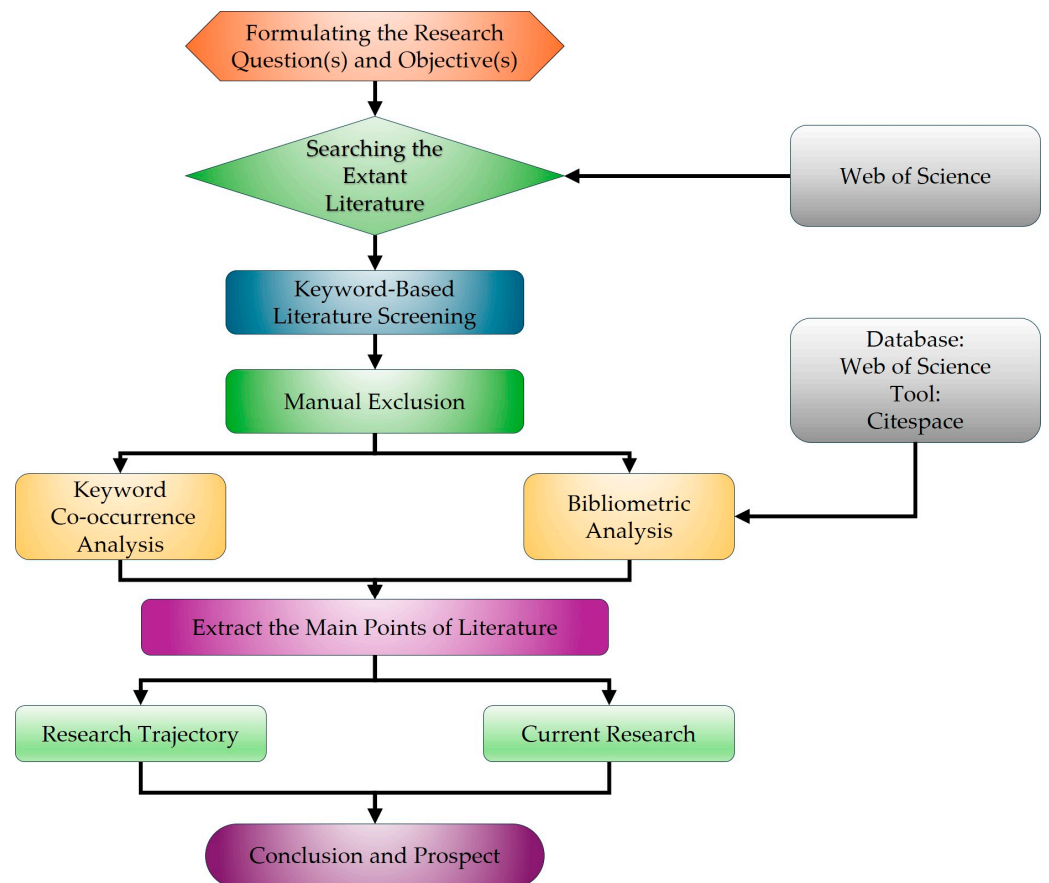 Formulating the Research
Question(s) and Objective(s)
Searching the
Extant
Literature
Web of Science
Keyword-Based
Literature Screening
Database:
Web of Science
Tool:
Citespace
Manual Exclusion
Keyword
Co-occurrence
Analysis
Bibliometric
Analysis
Extract the Main Points of Literature
Research Trajectory
Current Research
Conclusion and Prospect